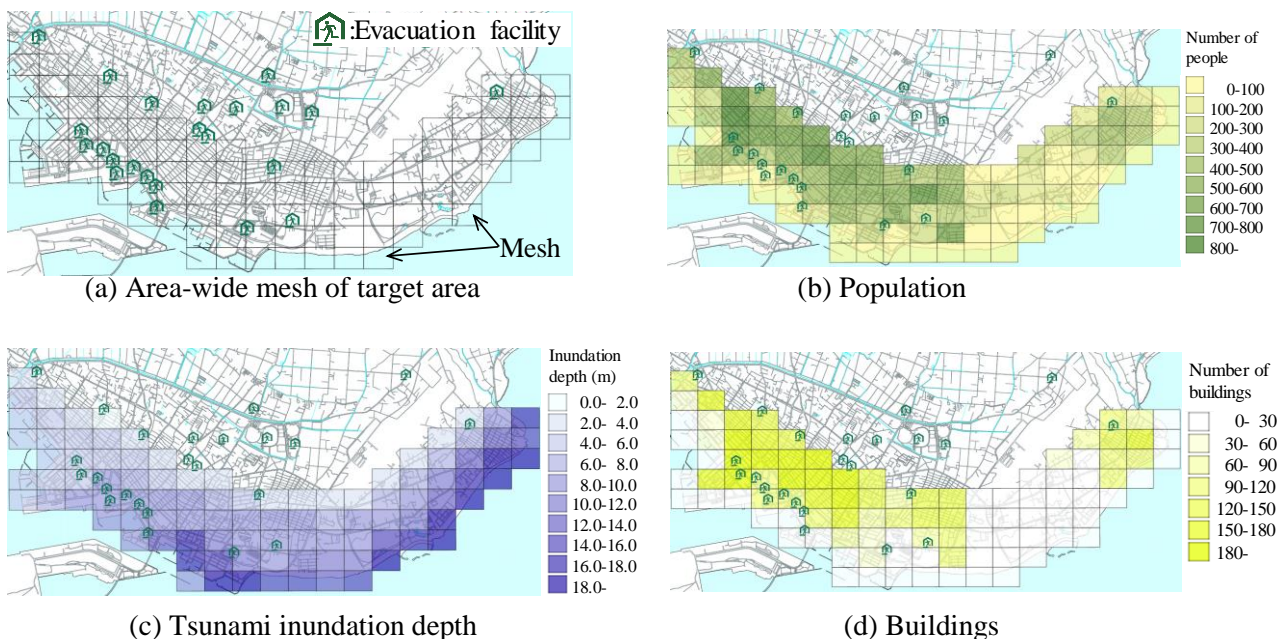 :Evacuation facility
Mesh
(a) Area-wide mesh of target area
Number of
people
0-100
100-200
200-300
300-400
400-500
500-600
600-700
700-800
800-
(b) Population
Inundation
depth (m)
0.0- 2.0
2.0- 4.0
4.0- 6.0
6.0- 8.0
8.0-10.0
10.0-12.0
12.0-14.0
14.0-16.0
16.0-18.0
18.0-
(c) Tsunami inundation depth
Number of
buildings
0- 30
30- 60
60- 90
90-120
120-150
150-180
180-
(d) Buildings